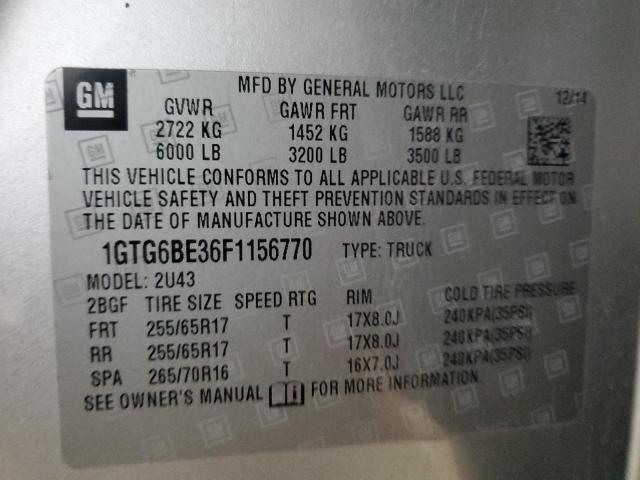 GM
MFD BY GENERAL MOTORS LLC 12/14
GVWR GAWR FRT GAWR RR
2722 KG 1452 KG 1588 KG
6000 LB 3200 LB 3500 LB
THIS VEHICLE CONFORMS TO ALL APPLICABLE U.S. FEDERAL MOTOR
VEHICLE SAFETY AND THEFT PREVENTION STANDARDS IN EFFECT ON
THE DATE OF MANUFACTURE SHOWN ABOVE.
1GTG6BE36F1156770 TYPE: TRUCK
MODEL: 2U43
2BGF TIRE SIZE SPEED RTG RIM COLD TIRE PRESSURE
FRT 255/65R17 T 17X8.0J 240KPA(35PSI)
RR 255/65R17 T 17X8.0J 240KPA(35PSI)
SPA 265/70R16 T 16X7.0J 240KPA(35PSI)
SEE OWNER'S MANUAL FOR MORE INFORMATION